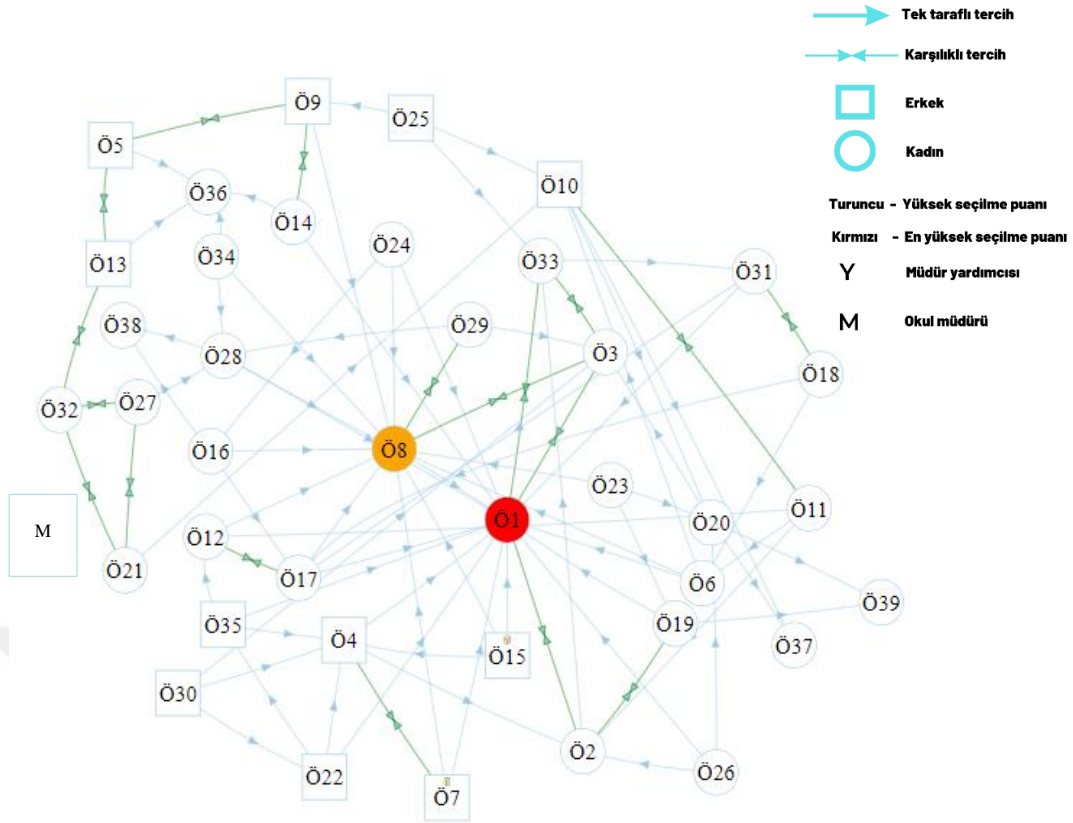 Tek taraflı tercih
Karşılıklı tercih
Erkek
Kadın
Turuncu - Yüksek seçilme puanı
Kırmızı - En yüksek seçilme puanı
Y Müdür yardımcısı
M Okul müdürü
Ö9
Ö25
Ö5
Ö10
Ö36
Ö14
Ö24
Ö34
Ö13
Ö33
Ö31
Ö38
Ö29
Ö28
Ö3
Ö18
Ö32
Ö27
Ö16
Ö8
Ö23
Ö11
Ö1
Ö20
M
Ö12
Ö21
Ö17
Ö6
Ö39
Ö35
Ö4
Ö19
Ö37
Ö15
Ö30
Ö2
Ö22
Ö26
Ö7